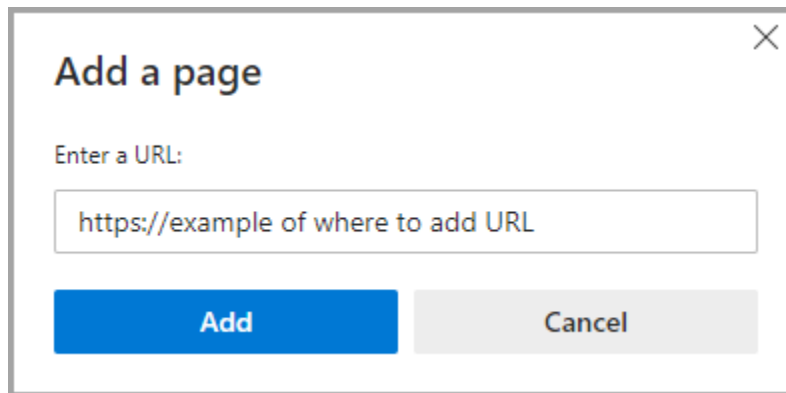 Add a page
Enter a URL:
https://example of where to add URL
Add
Cancel